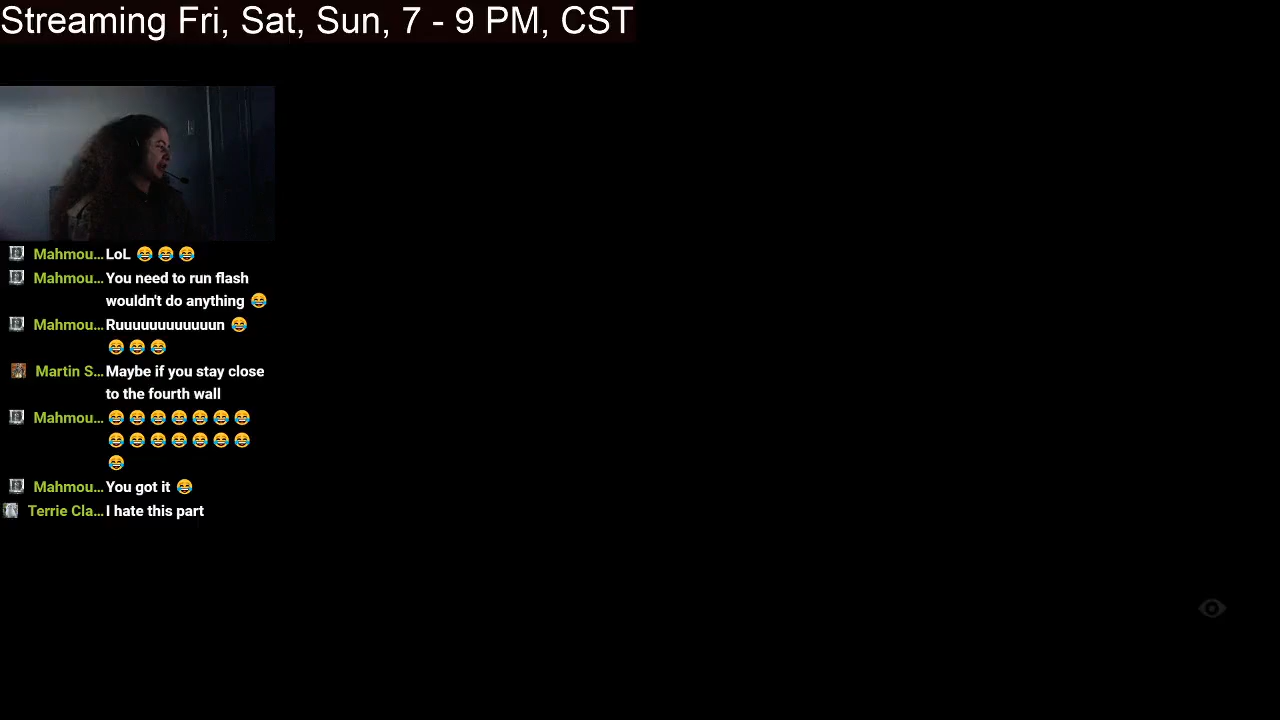 Streaming Fri, Sat, Sun, 7 - 9 PM, CST
Mahmou... LoL 😂 😂 😂
Mahmou... You need to run flash
wouldn't do anything 😂
Mahmou... Ruuuuuuuuuuuun 😂
😂 😂 😂
Martin S... Maybe if you stay close
to the fourth wall
Mahmou... 😂 😂 😂 😂 😂 😂 😂
😂 😂 😂 😂 😂 😂 😂
😂
Mahmou... You got it 😂
Terrie Cla... I hate this part